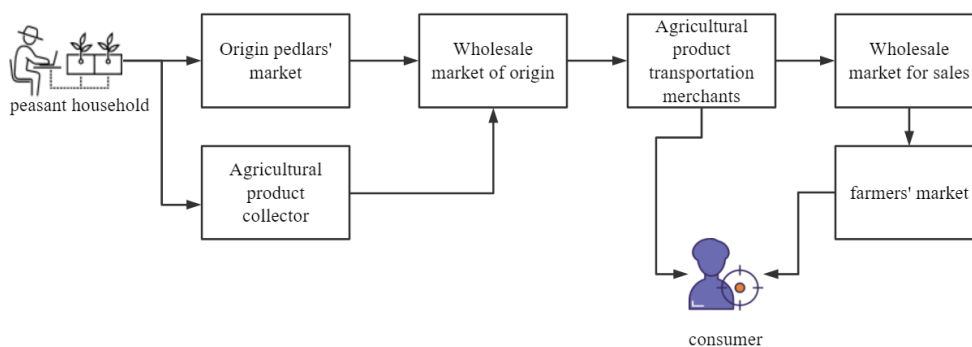 peasant household
Origin pedlars'
market
Wholesale
market of origin
Agricultural
product
transportation
merchants
Wholesale
market for sales
Agricultural
product
collector
farmers' market
consumer